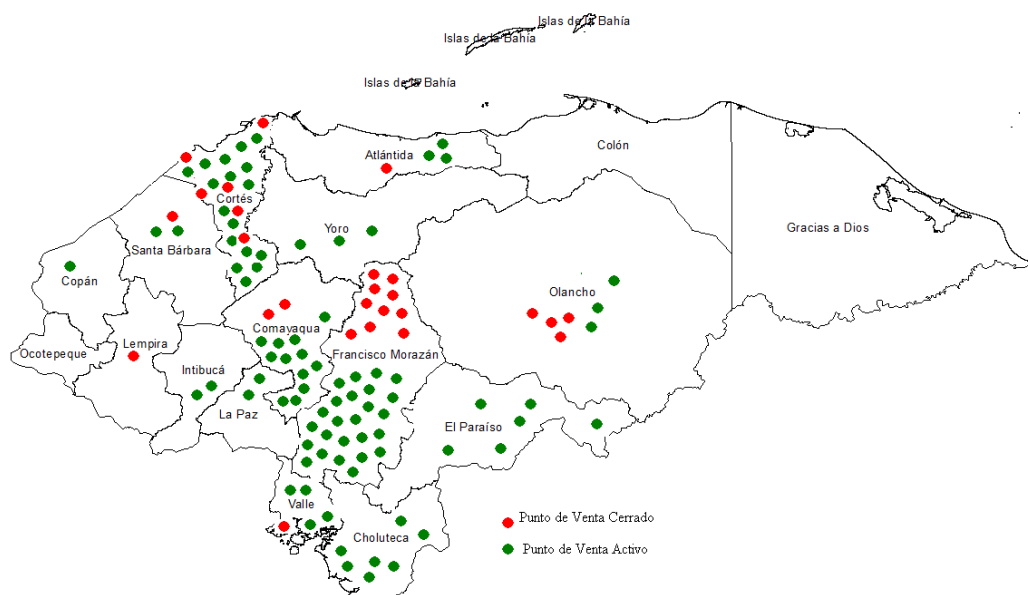 Islas de la Bahía
Islas de la Bahía
Islas de la Bahía
Atlántida
Colón
Cortés
Yoro
Gracias a Dios
Santa Bárbara
Copán
Olancho
Comayagua
Lempira
Ocotepeque
Francisco Morazán
Intibucá
La Paz
El Paraíso
Valle
Choluteca
Punto de Venta Cerrado
Punto de Venta Activo